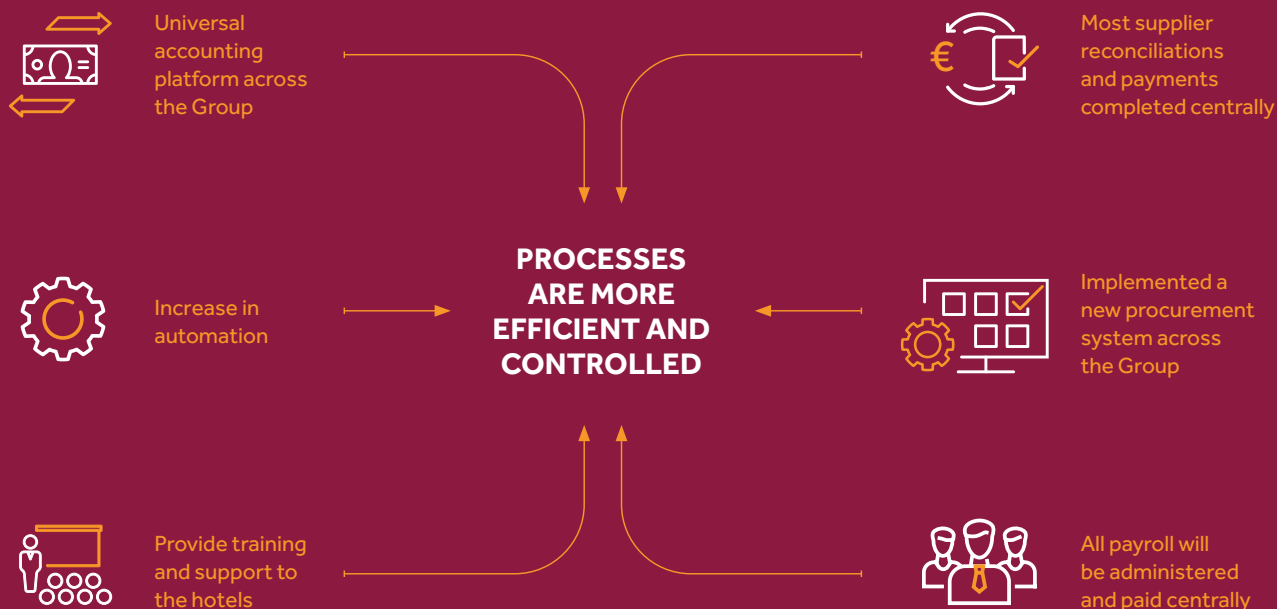 Universal
accounting
platform across
the Group
Most supplier
reconciliations
and payments
completed centrally
€
PROCESSES
ARE MORE
EFFICIENT AND
CONTROLLED
Increase in
automation
Implemented a
new procurement
system across
the Group
Provide training
and support to
the hotels
All payroll will
be administered
and paid centrally